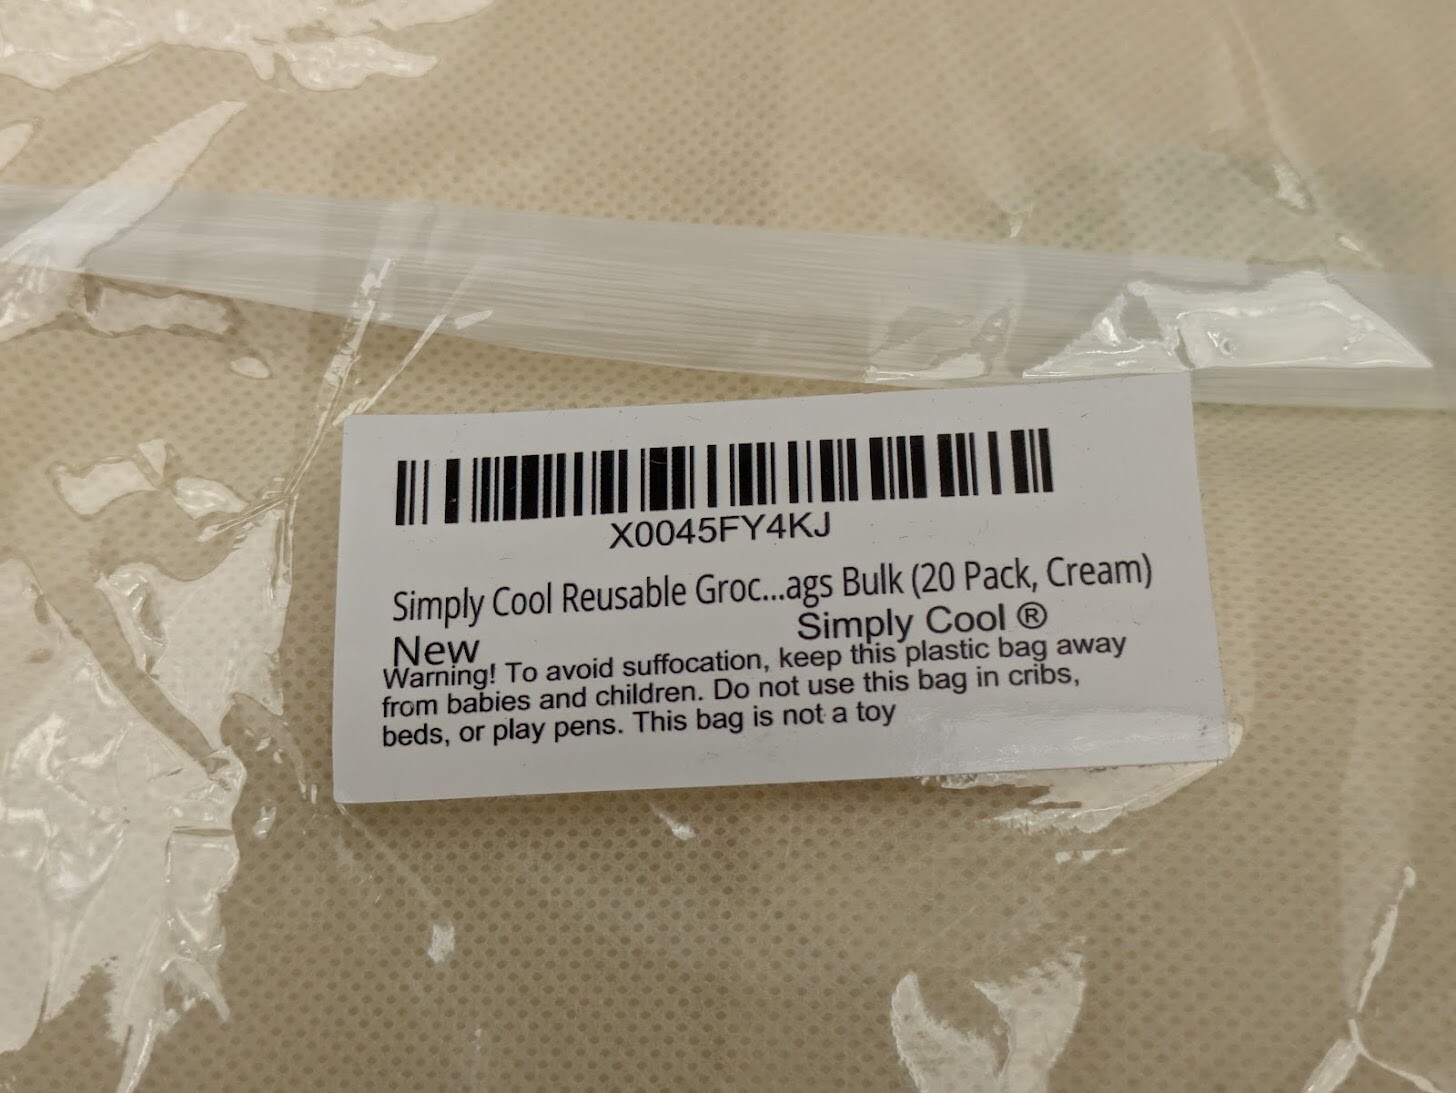 X0045FY4KJ
Simply Cool Reusable Groc...ags Bulk (20 Pack, Cream)
New
Simply Cool ®
Warning! To avoid suffocation, keep this plastic bag away
from babies and children. Do not use this bag in cribs,
beds, or play pens. This bag is not a toy